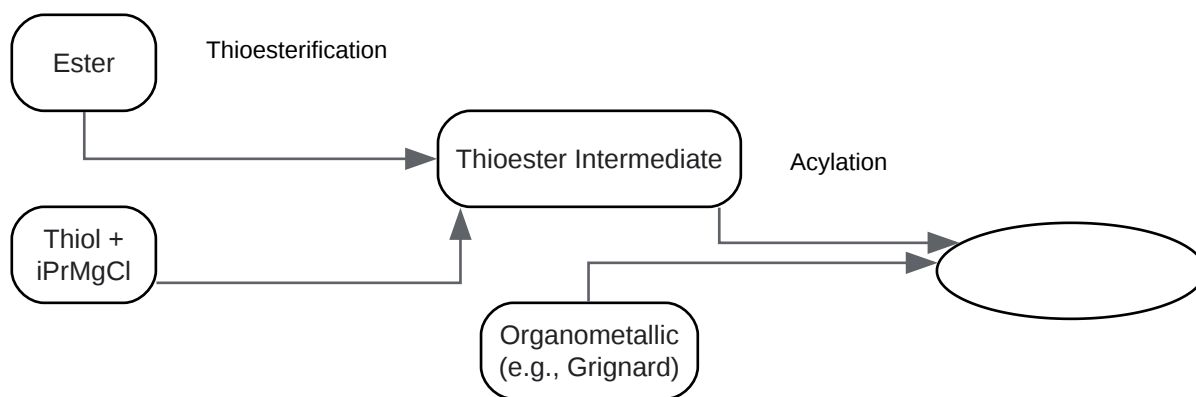 Ester
Thioesterification
Thioester Intermediate
Acylation
Thiol +
iPrMgCl
Organometallic
(e.g., Grignard)